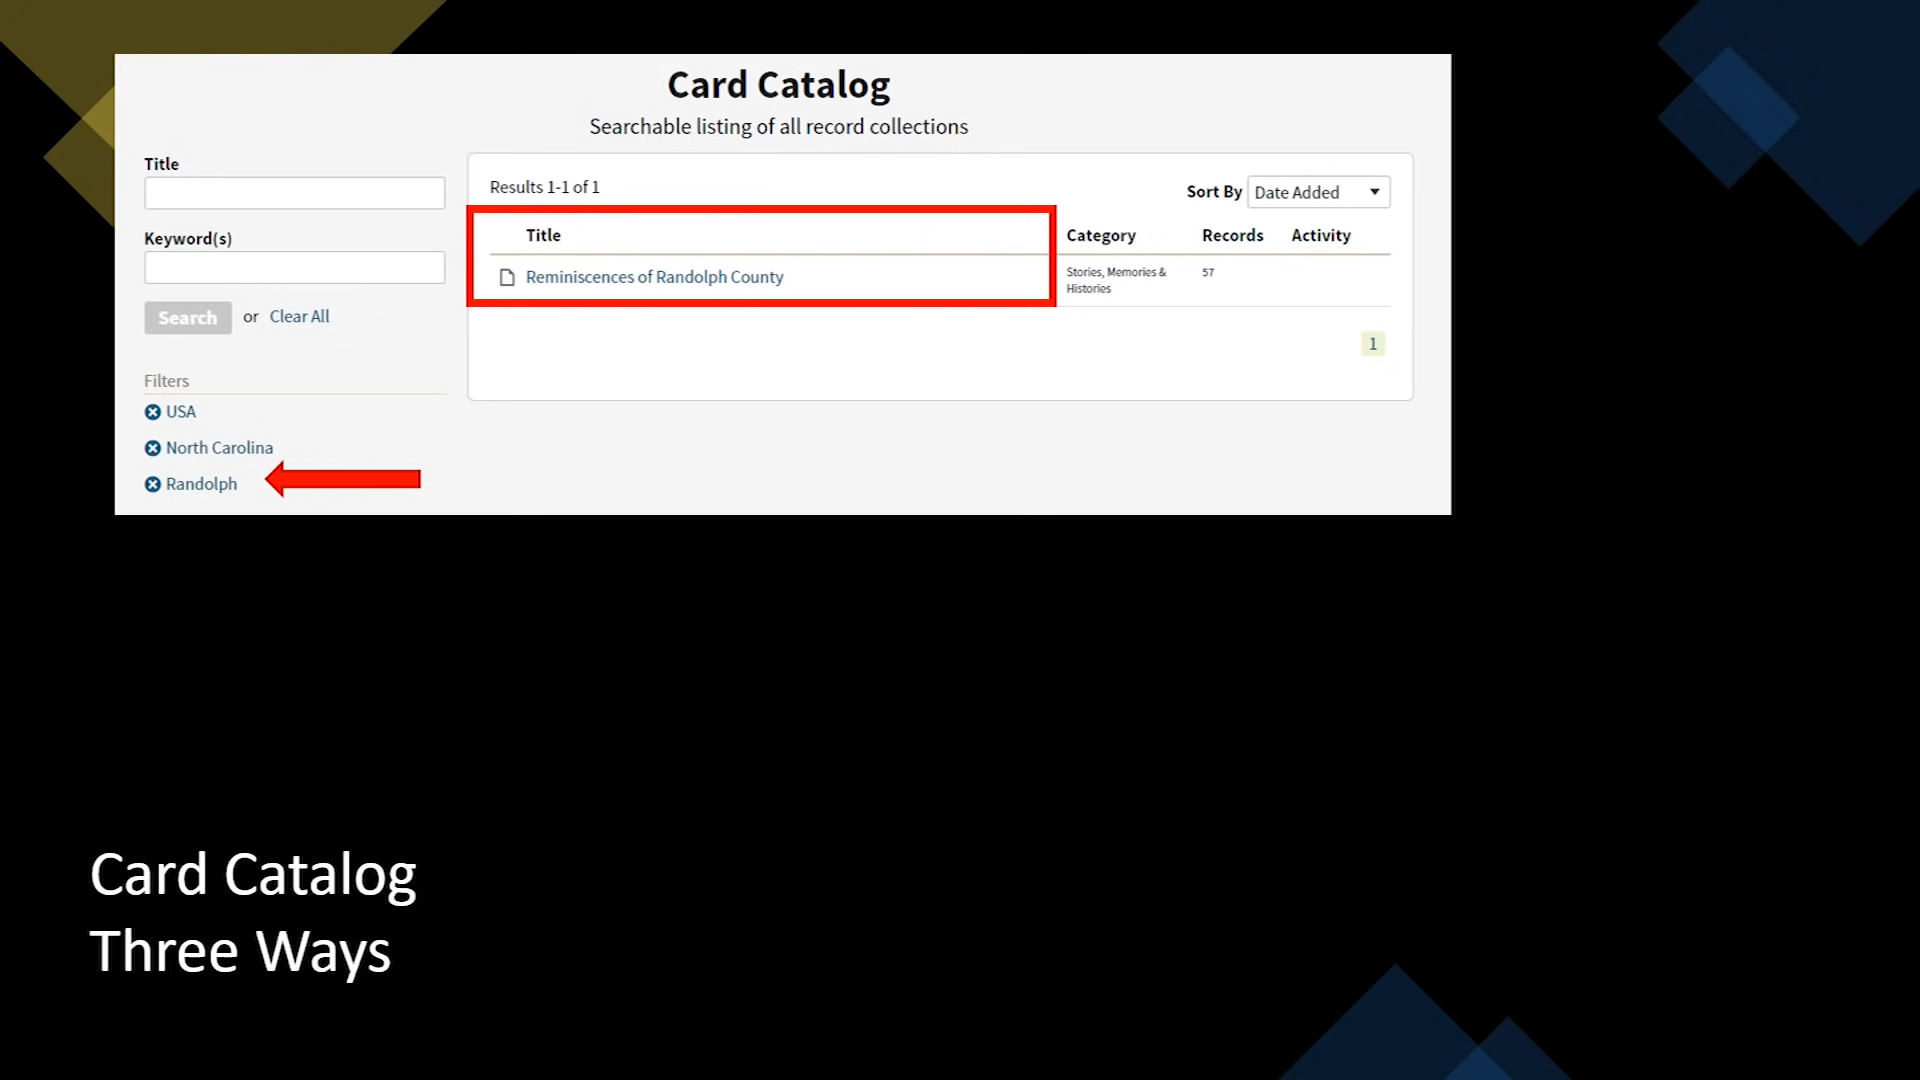 Card Catalog
Searchable listing of all record collections
Title
Keyword(s)
Search or Clear All
Filters
USA
North Carolina
Randolph
Results 1-1 of 1
Sort By Date Added
Title Category Records Activity
Reminiscences of Randolph County Stories, Memories & 57
Histories
1
Card Catalog
Three Ways